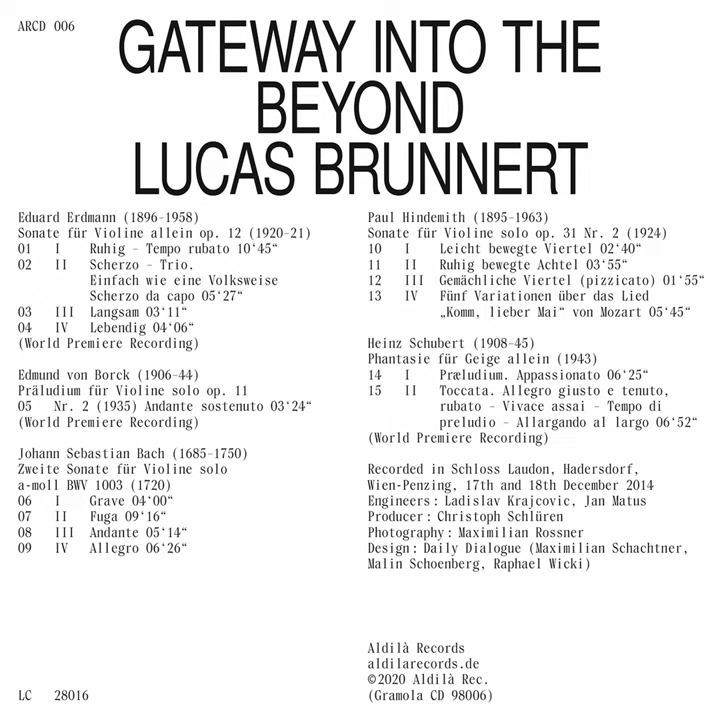 ARCD 006
GATEWAY INTO THE
BEYOND
LUCAS BRUNNERT
Eduard Erdmann (1896-1958)
Sonate für Violine allein op. 12 (1920-21)
01 I Ruhig – Tempo rubato 10‘45“
02 II Scherzo – Trio.
Einfach wie eine Volksweise
Scherzo da capo 05‘27“
03 III Langsam 03‘11“
04 IV Lebendig 04‘06“
(World Premiere Recording)
Edmund von Borck (1906-44)
Präludium für Violine solo op. 11
05 Nr. 2 (1935) Andante sostenuto 03‘24“
(World Premiere Recording)
Johann Sebastian Bach (1685-1750)
Zweite Sonate für Violine solo
a-moll BWV 1003 (1720)
06 I Grave 04‘00“
07 II Fuga 09‘16“
08 III Andante 05‘14“
09 IV Allegro 06‘26“
LC 28016
Paul Hindemith (1895-1963)
Sonate für Violine solo op. 31 Nr. 2 (1924)
10 I Leicht bewegte Viertel 02‘40“
11 II Ruhig bewegte Achtel 03‘55“
12 III Gemächliche Viertel (pizzicato) 01‘55“
13 IV Fünf Variationen über das Lied
„Komm, lieber Mai“ von Mozart 05‘45“
Heinz Schubert (1908-45)
Phantasie für Geige allein (1943)
14 I Præludium. Appassionato 06‘25“
15 II Toccata. Allegro giusto e tenuto,
rubato – Vivace assai – Tempo di
preludio – Allargando al largo 06‘52“
(World Premiere Recording)
Recorded in Schloss Laudon, Hadersdorf,
Wien-Penzing, 17th and 18th December 2014
Engineers: Ladislav Krajcovic, Jan Matus
Producer: Christoph Schlüren
Photography: Maximilian Rossner
Design: Daily Dialogue (Maximilian Schachtner,
Malin Schoenberg, Raphael Wicki)
Aldilà Records
aldilarecords.de
©2020 Aldilà Rec.
(Gramola CD 98006)